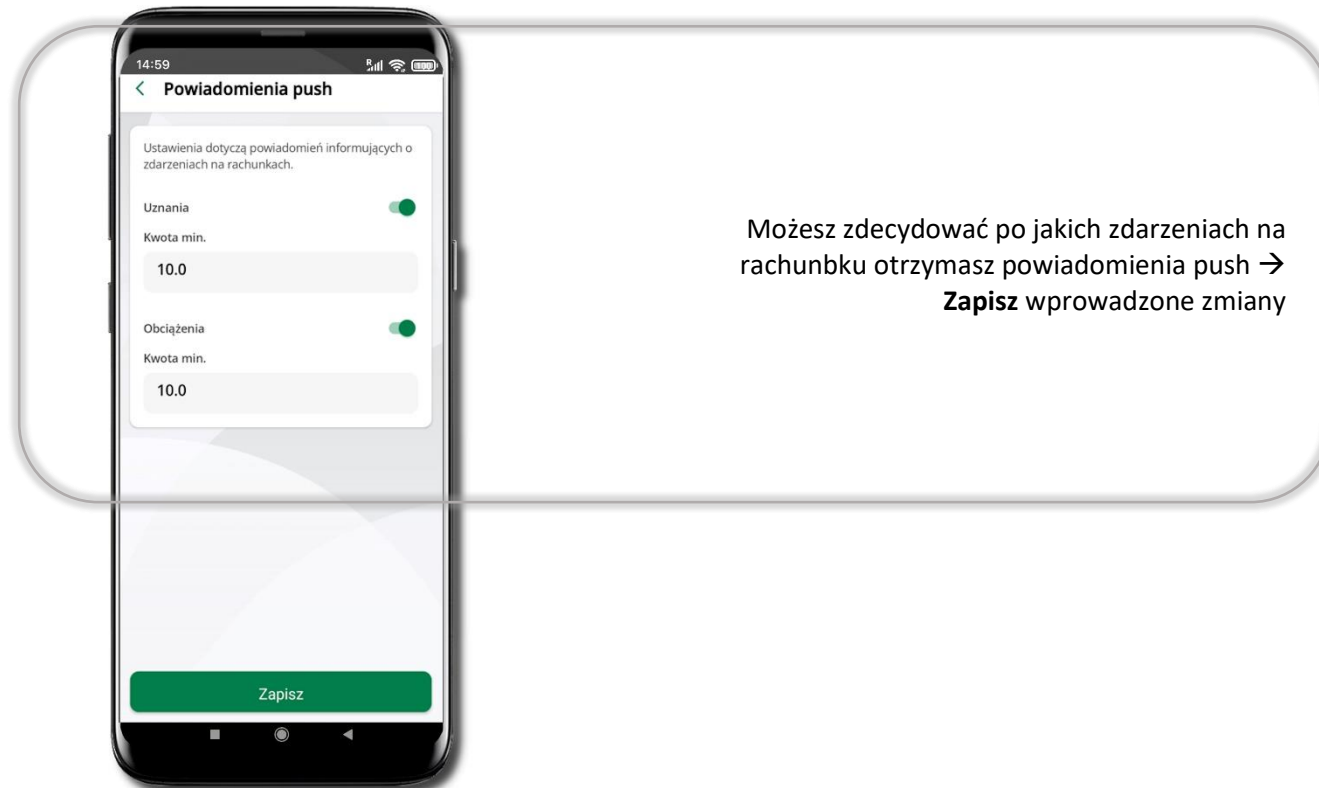 14:59
Powiadomienia push
Ustawienia dotyczą powiadomień informujących o
zdarzeniach na rachunkach.
Uznania
Kwota min.
10.0
Obciążenia
Kwota min.
10.0
Zapisz
Możesz zdecydować po jakich zdarzeniach na
rachunbku otrzymasz powiadomienia push →
Zapisz wprowadzone zmiany